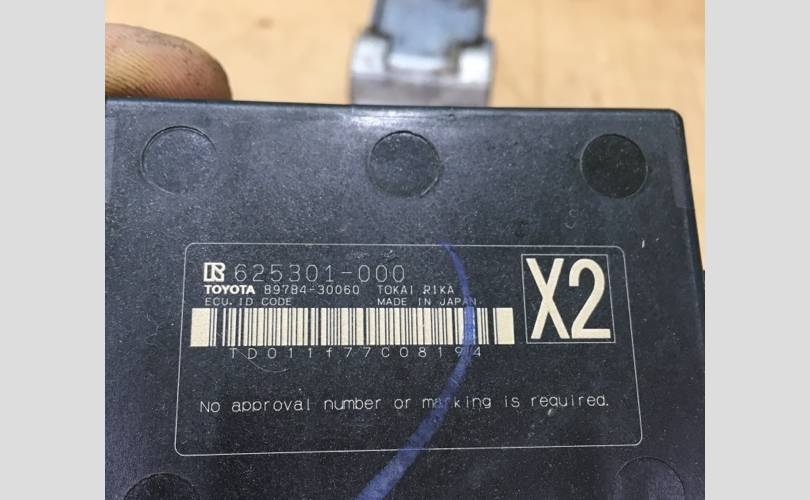 R 625301-000
TOYOTA 89784-30060 TOKAI RIKA
ECU. ID CODE MADE IN JAPAN
X2
TD011f77C08194
No approval number or marking is required.